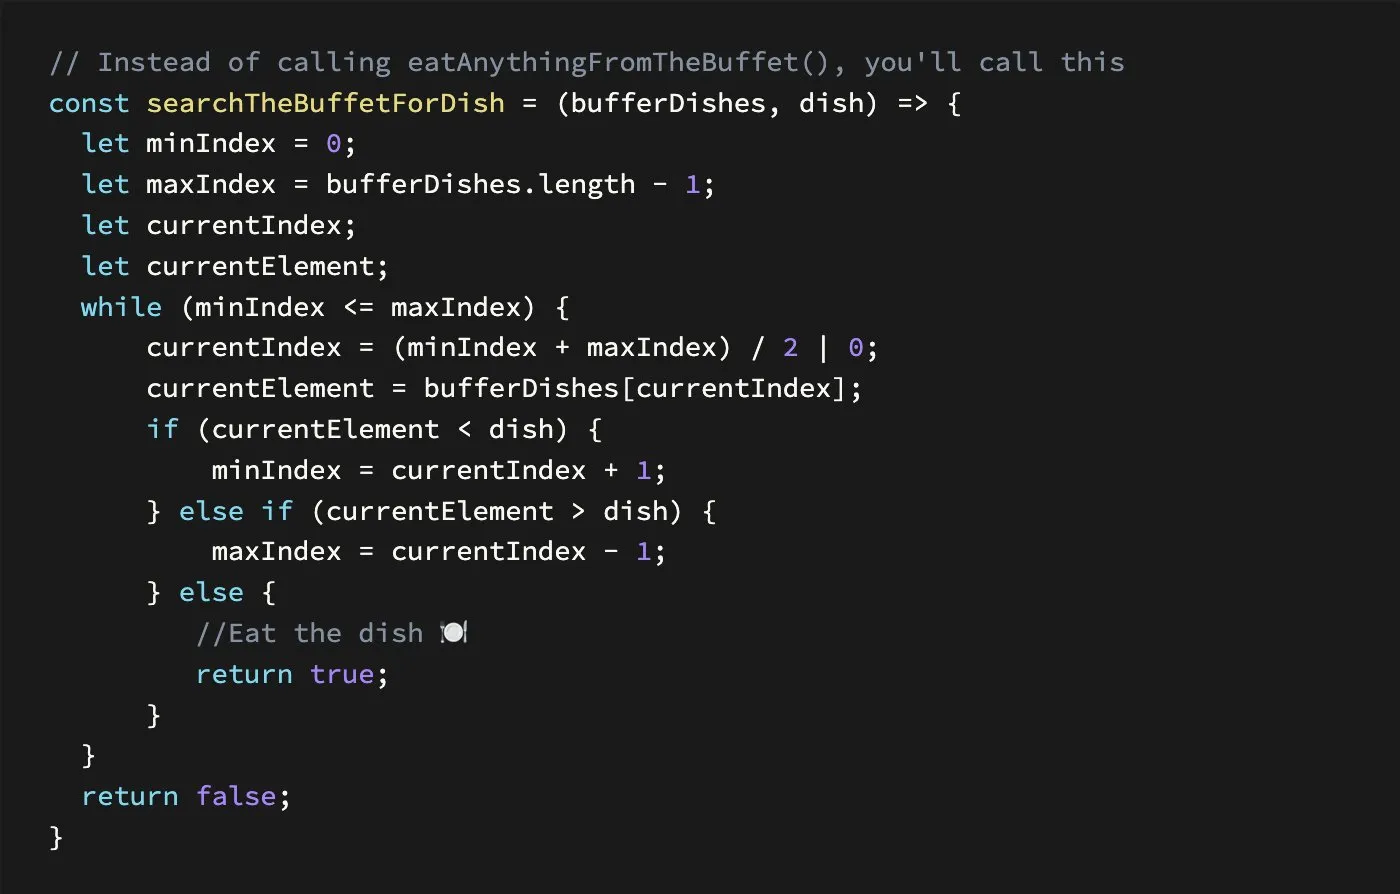 // Instead of calling eatAnythingFromTheBuffet(), you'll call this
const searchTheBuffetForDish = (bufferDishes, dish) => {
  let minIndex = 0;
  let maxIndex = bufferDishes.length - 1;
  let currentIndex;
  let currentElement;
  while (minIndex <= maxIndex) {
      currentIndex = (minIndex + maxIndex) / 2 | 0;
      currentElement = bufferDishes[currentIndex];
      if (currentElement < dish) {
          minIndex = currentIndex + 1;
      } else if (currentElement > dish) {
          maxIndex = currentIndex - 1;
      } else {
         //Eat the dish 🍽
         return true;
      }
  }
  return false;
}